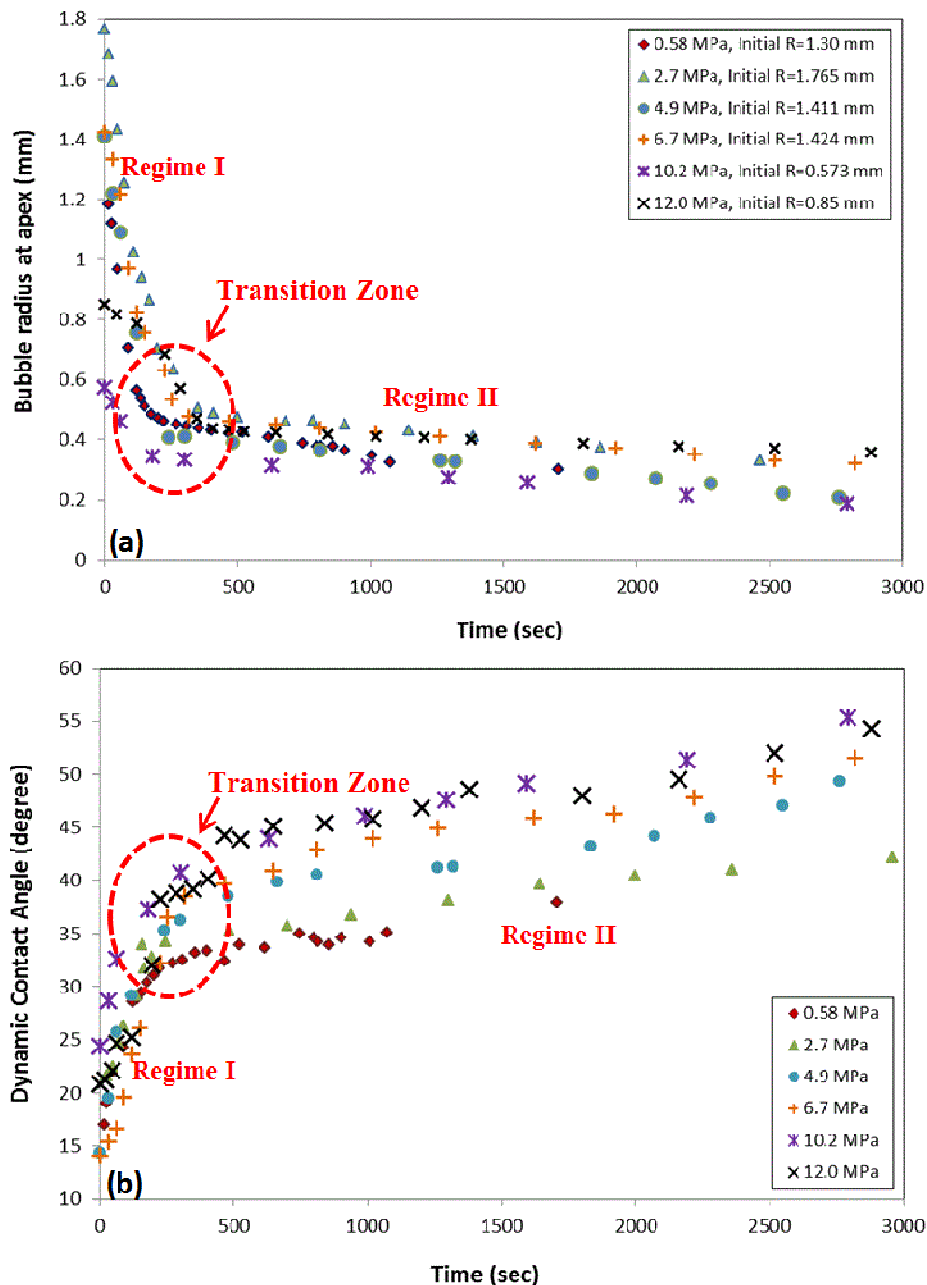 1.8
1.6
1.4
1.2
1
0.8
0.6
0.4
0.2
0
Bubble radius at apex (mm)
0.58 MPa, Initial R=1.30 mm
2.7 MPa, Initial R=1.765 mm
4.9 MPa, Initial R=1.411 mm
6.7 MPa, Initial R=1.424 mm
10.2 MPa, Initial R=0.573 mm
12.0 MPa, Initial R=0.85 mm
Regime I
Transition Zone
Regime II
(a)
0 500 1000 1500 2000 2500 3000
Time (sec)
60
55
50
45
40
35
30
25
20
15
10
Dynamic Contact Angle (degree)
Transition Zone
Regime II
Regime I
0.58 MPa
2.7 MPa
4.9 MPa
6.7 MPa
10.2 MPa
12.0 MPa
(b)
0 500 1000 1500 2000 2500 3000
Time (sec)